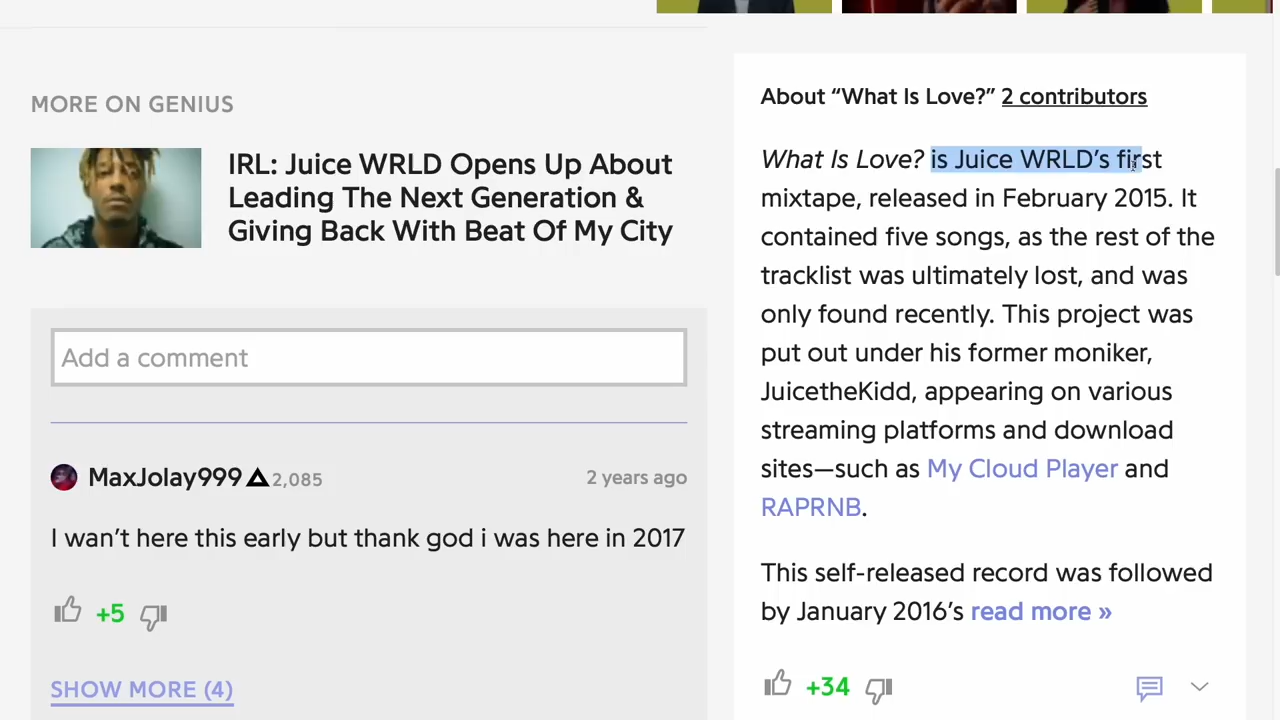 MORE ON GENIUS
IRL: Juice WRLD Opens Up About
Leading The Next Generation &
Giving Back With Beat Of My City
Add a comment
MaxJolay999 2,085
2 years ago
I wan’t here this early but thank god i was here in 2017
+5
SHOW MORE (4)
About “What Is Love?” 2 contributors
What Is Love? is Juice WRLD’s first
mixtape, released in February 2015. It
contained five songs, as the rest of the
tracklist was ultimately lost, and was
only found recently. This project was
put out under his former moniker,
JuicetheKidd, appearing on various
streaming platforms and download
sites—such as My Cloud Player and
RAPRNB.
This self-released record was followed
by January 2016’s read more »
+34